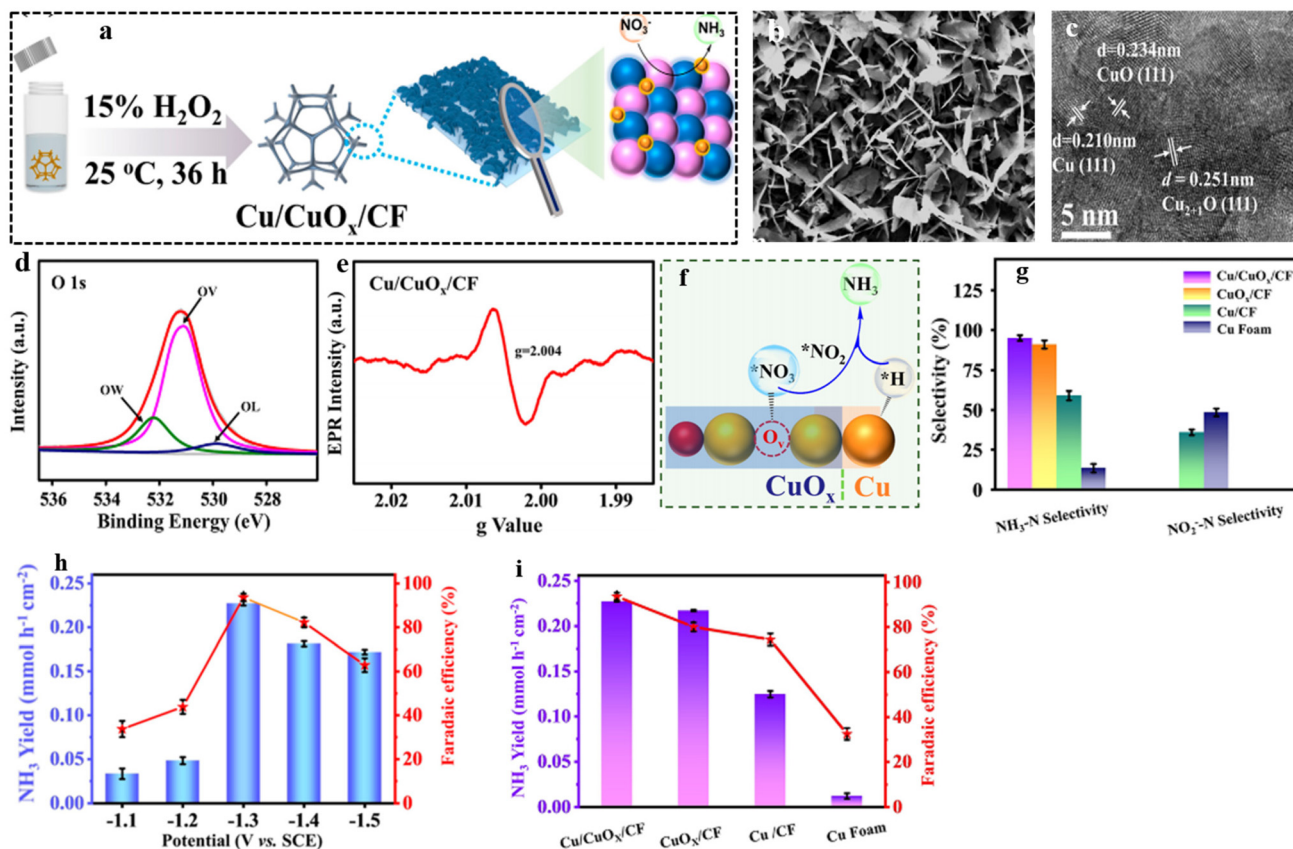 a
NO₃⁻
NH₃
15% H₂O₂
25 °C, 36 h
Cu/CuOₓ/CF
b
c
d=0.234nm
CuO (111)
d=0.210nm
Cu (111)
d = 0.251nm
Cu₂₊₁O (111)
5 nm
d
O 1s
OV
OW
OL
Intensity (a.u.)
536
534
532
530
528
Binding Energy (eV)
e
Cu/CuOₓ/CF
g=2.004
EPR Intensity (a.u.)
2.02
2.01
2.00
1.99
g Value
f
NH₃
*NO₂
*NO₃
*H
Oᵥ
CuOₓ
Cu
g
Cu/CuOₓ/CF
CuOₓ/CF
Cu/CF
Cu Foam
Selectivity (%)
125
100
75
50
25
0
NH₃-N Selectivity
NO₂⁻-N Selectivity
h
NH₃ Yield (mmol h⁻¹ cm⁻²)
0.25
0.20
0.15
0.10
0.05
0.00
100
80
60
40
20
0
Faradaic efficiency (%)
-1.1
-1.2
-1.3
-1.4
-1.5
Potential (V vs. SCE)
i
NH₃ Yield (mmol h⁻¹ cm⁻²)
0.25
0.20
0.15
0.10
0.05
0.00
100
80
60
40
20
0
Faradaic efficiency (%)
Cu/CuOₓ/CF
CuOₓ/CF
Cu /CF
Cu Foam